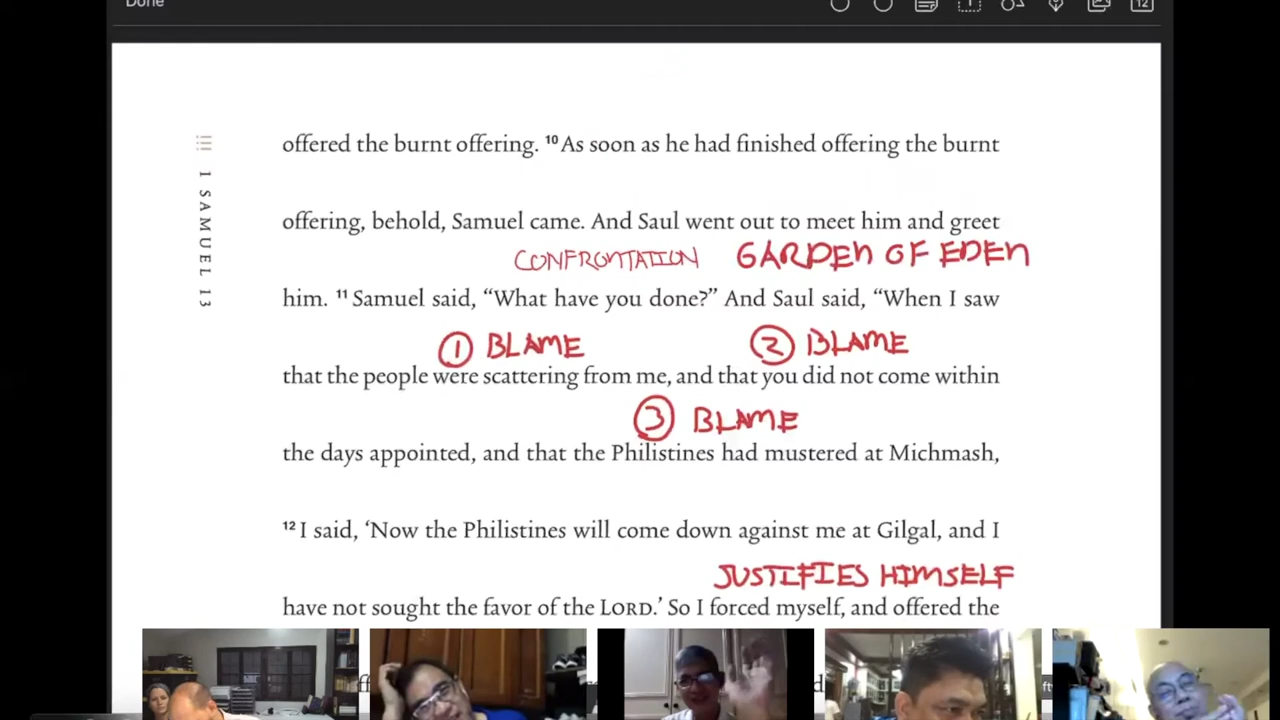 Done
12
1 SAMUEL 13
offered the burnt offering. 10 As soon as he had finished offering the burnt
offering, behold, Samuel came. And Saul went out to meet him and greet
CONFRONTATION GARDEN OF EDEN
him. 11 Samuel said, “What have you done?” And Saul said, “When I saw
① BLAME ② BLAME
that the people were scattering from me, and that you did not come within
③ BLAME
the days appointed, and that the Philistines had mustered at Michmash,
12 I said, ‘Now the Philistines will come down against me at Gilgal, and I
JUSTIFIES HIMSELF
have not sought the favor of the LORD.’ So I forced myself, and offered the